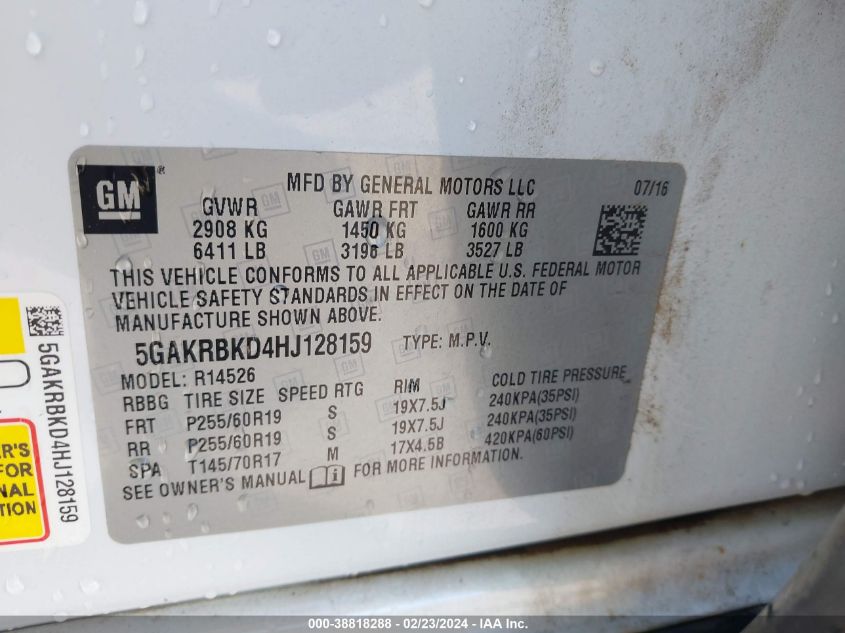 GM
®
MFD BY GENERAL MOTORS LLC 07/16
GVWR GAWR FRT GAWR RR
2908 KG 1450 KG 1600 KG
6411 LB 3196 LB 3527 LB
THIS VEHICLE CONFORMS TO ALL APPLICABLE U.S. FEDERAL MOTOR
VEHICLE SAFETY STANDARDS IN EFFECT ON THE DATE OF
MANUFACTURE SHOWN ABOVE.
5GAKRBKD4HJ128159 TYPE: M.P.V.
MODEL: R14526
RBBG TIRE SIZE SPEED RTG RIM COLD TIRE PRESSURE
FRT P255/60R19 S 19X7.5J 240KPA(35PSI)
RR P255/60R19 S 19X7.5J 240KPA(35PSI)
SPA T145/70R17 M 17X4.5B 420KPA(60PSI)
SEE OWNER'S MANUAL FOR MORE INFORMATION.
5GAKRBKD4HJ128159
R'S
FOR
NAL
TION
000-38818288 - 02/23/2024 - IAA Inc.